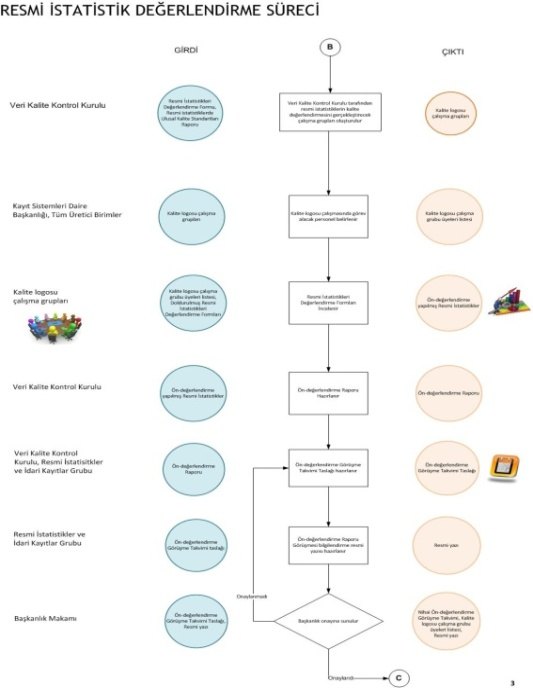 RESMİ İSTATİSTİK DEĞERLENDİRME SÜRECİ
GİRDİ
B
ÇIKTI
Veri Kalite Kontrol Kurulu
Resmi İstatistikleri
Değerlendirme Formu,
Resmi istatistiklerde
Ulusal Kalite Standartları
Raporu
Veri Kalite Kontrol Kurulu tarafından
resmi istatistiklerin kalite
değerlendirmesini gerçekleştirecek
çalışma grupları oluşturulur
Kalite logosu
çalışma grupları
Kayıt Sistemleri Daire
Başkanlığı, Tüm Üretici Birimler
Kalite logosu çalışma
grupları
Kalite logosu çalışmasında görev
alacak personel belirlenir
Kalite logosu çalışma
grubu üyeleri listesi
Kalite logosu
çalışma grupları
Kalite logosu çalışma
grubu üyeleri listesi,
Doldurulmuş Resmi
İstatistikleri
Değerlendirme Formları
Resmi İstatistikleri
Değerlendirme Formları
İncelenir
Ön-değerlendirme
yapılmış Resmi İstatistikler
Veri Kalite Kontrol Kurulu
Ön-değerlendirme
yapılmış Resmi İstatistikler
Ön-değerlendirme Raporu
Hazırlanır
Ön-değerlendirme Raporu
Veri Kalite Kontrol
Kurulu, Resmi İstatisitkler
ve İdari Kayıtlar Grubu
Ön-değerlendirme
Raporu
Ön-değerlendirme Görüşme
Takvimi Taslağı hazırlanır
Ön-değerlendirme
Görüşme Takvimi Taslağı
Resmi İstatistikler ve
İdari Kayıtlar Grubu
Ön-değerlendirme
Görüşme Takvimi taslağı
Ön-değerlendirme Raporu
Görüşmesi bilgilendirme resmi
yazısı hazırlanır
Resmi yazı
Onaylanmadı
Başkanlık Makamı
Ön-değerlendirme
Görüşme Takvimi Taslağı,
Resmi yazı
Başkanlık onayına sunulur
Nihai Ön-değerlendirme
Görüşme Takvimi, Kalite
logosu çalışma grubu
üyeleri listesi,
Resmi yazı
Onaylandı
C
3